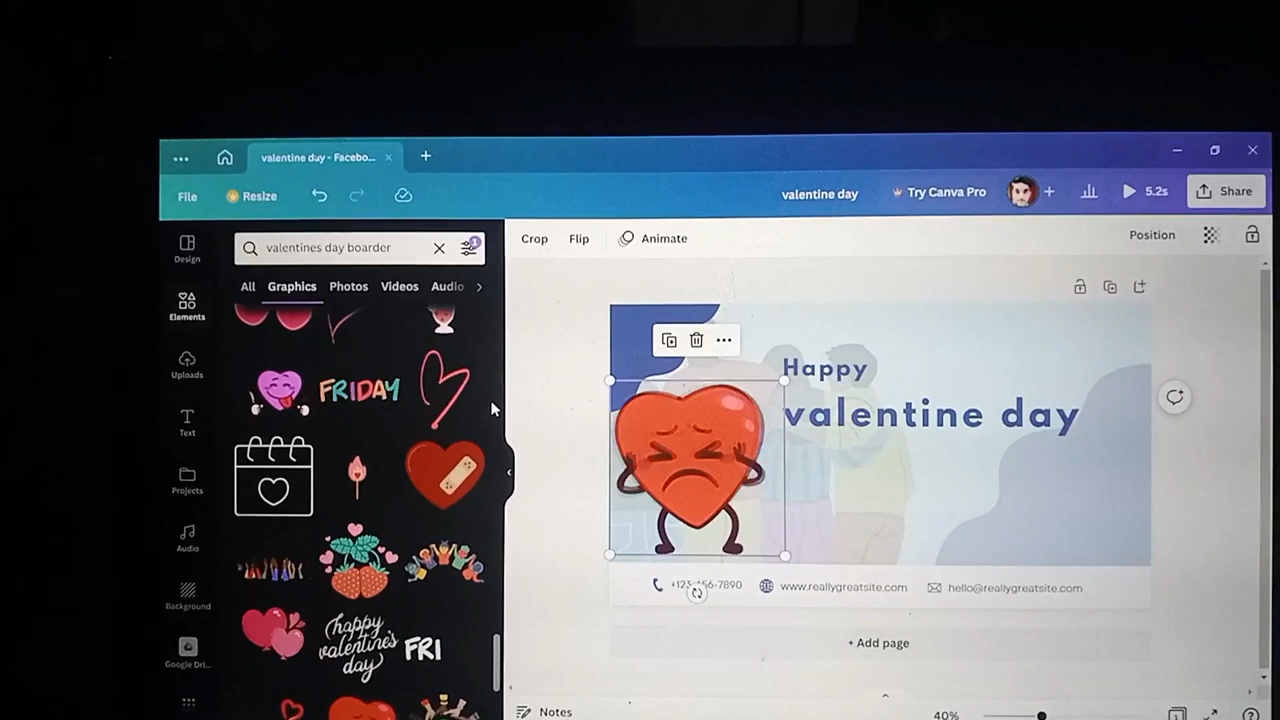 valentine day - Facebo...
File
Resize
valentine day
Try Canva Pro
5.2s
Share
Design
Elements
Uploads
Text
Projects
Audio
Background
Google Dri...
valentines day boarder
1
All Graphics Photos Videos Audio
FRIDAY
happy
valentine's
day
FRI
Crop Flip Animate
Position
Happy
valentine day
www.reallygreatsite.com
hello@reallygreatsite.com
+ Add page
Notes
40%